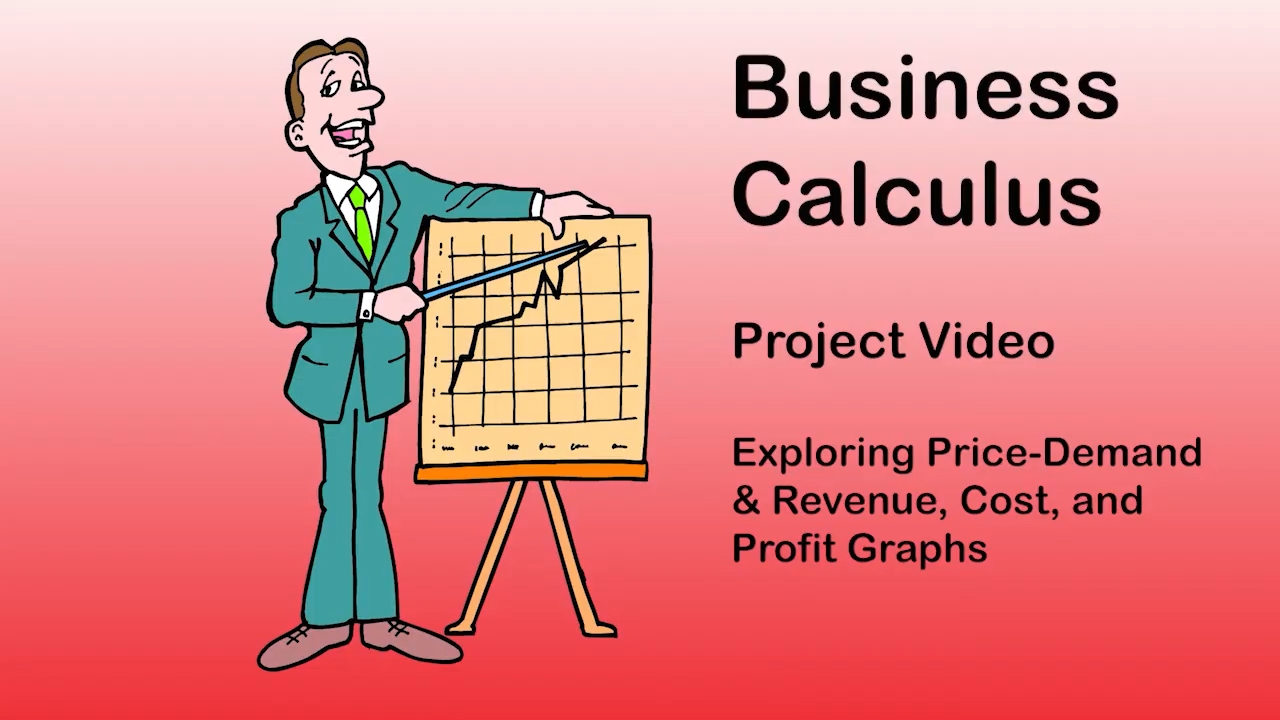 Business
Calculus
Project Video
Exploring Price-Demand
& Revenue, Cost, and
Profit Graphs